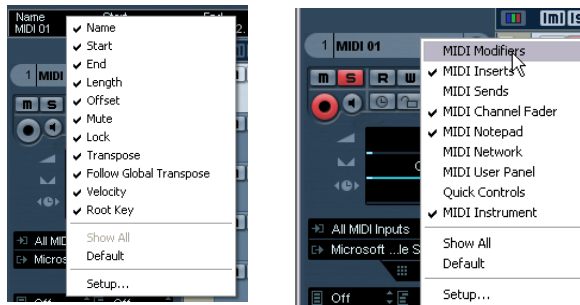 Name Start End
MIDI 01 2.
Name
Start
End
Length
Offset
Mute
Lock
Transpose
Follow Global Transpose
Velocity
Root Key
Show All
Default
Setup...
1 MIDI
m S
All MID
Micros
Off Off
1 MIDI 01
m S R W
All MIDI Inputs
Microsoft ...le S
Off
MIDI Modifiers
MIDI Inserts
MIDI Sends
MIDI Channel Fader
MIDI Notepad
MIDI Network
MIDI User Panel
Quick Controls
MIDI Instrument
Show All
Default
Setup...